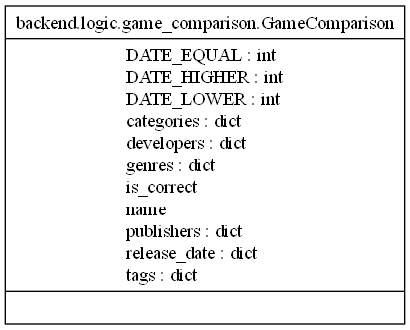 backend.logic.game_comparison.GameComparison
DATE_EQUAL : int
DATE_HIGHER : int
DATE_LOWER : int
categories : dict
developers : dict
genres : dict
is_correct
name
publishers : dict
release_date : dict
tags : dict